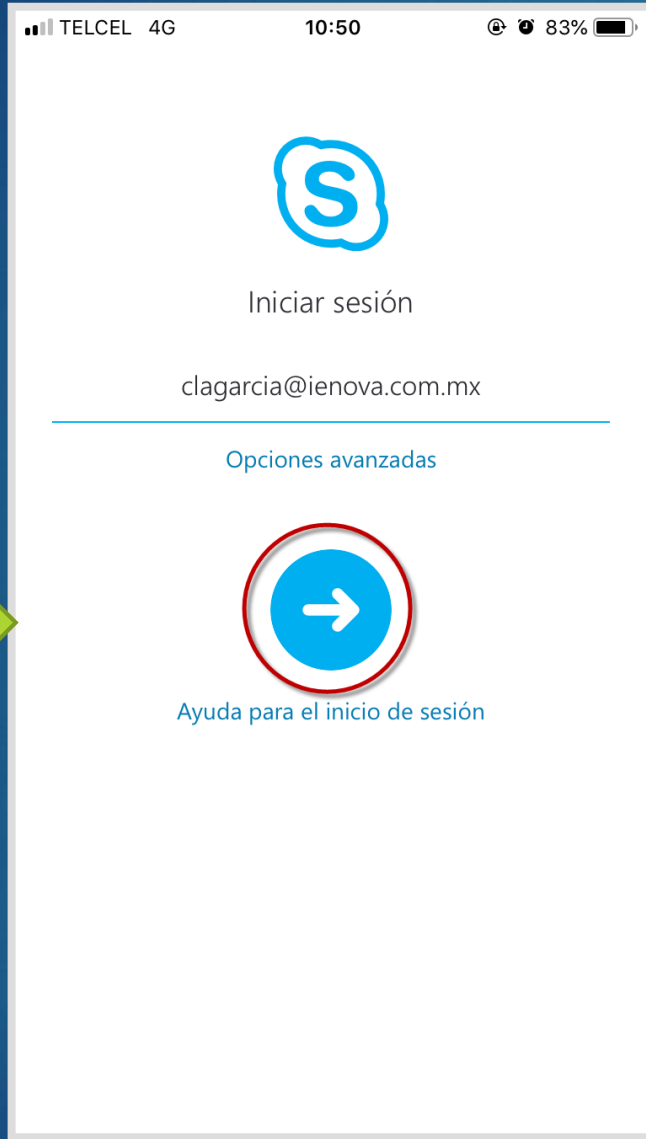 TELCEL 4G 10:50 83%
S
Iniciar sesión
clagarcia@ienova.com.mx
Opciones avanzadas
Ayuda para el inicio de sesión